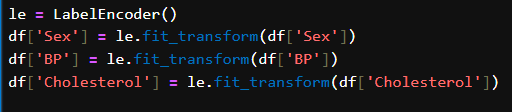 le = LabelEncoder()
df['Sex'] = le.fit_transform(df['Sex'])
df['BP'] = le.fit_transform(df['BP'])
df['Cholesterol'] = le.fit_transform(df['Cholesterol'])